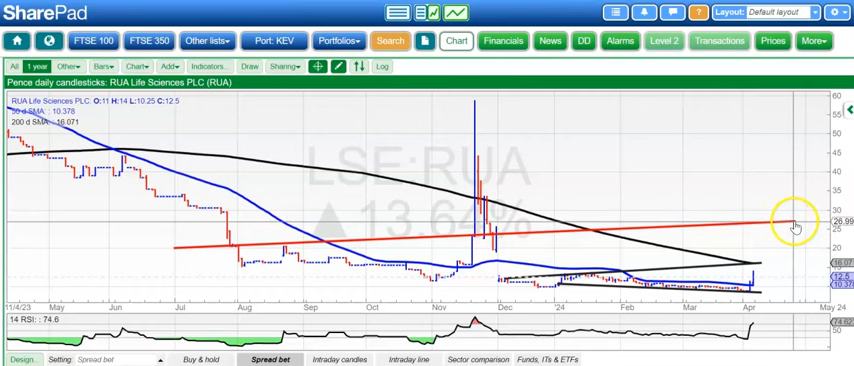 SharePad
Layout: Default layout
FTSE 100 FTSE 350 Other lists Port: KEV Portfolios Search Chart Financials News DD Alarms Level 2 Transactions Prices More
All 1 year Other Bars Chart Add Indicators... Draw Sharing Log
Pence daily candlesticks: RUA Life Sciences PLC (RUA)
RUA Life Sciences PLC. O:11 H:14 L:10.25 C:12.5
50 d SMA : 10.378
200 d SMA : 16.071
LSE:RUA
▲13.64%
60
55
50
45
40
35
30
26.99
25
20
16.07
15
12.5
10.378
11/4/23 May Jun Jul Aug Sep Oct Nov Dec '24 Feb Mar Apr May 24
14 RSI: : 74.6
100
74.622
50
0
Design... Setting: Spread bet Buy & hold Spread bet Intraday candles Intraday line Sector comparison Funds, ITs & ETFs